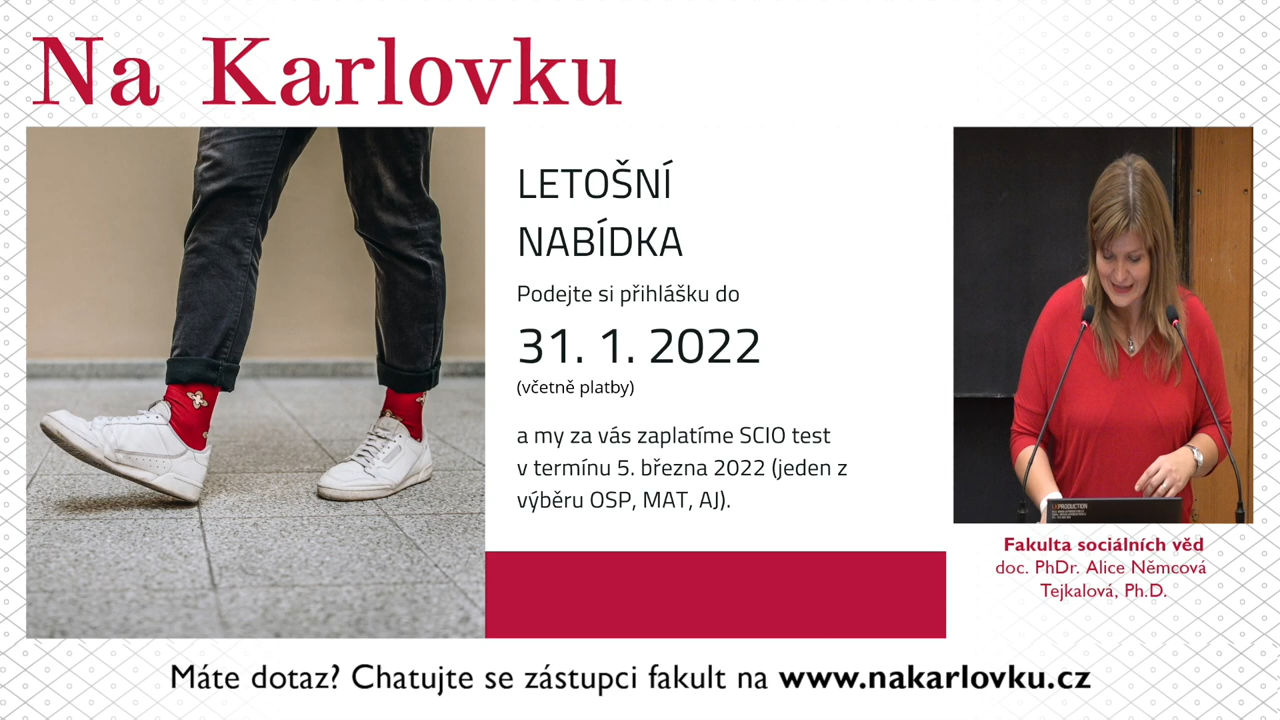 Na Karlovku
LETOŠNÍ
NABÍDKA
Podejte si přihlášku do
31. 1. 2022
(včetně platby)
a my za vás zaplatíme SCIO test
v termínu 5. března 2022 (jeden z
výběru OSP, MAT, AJ).
PRODUCTION
Fakulta sociálních věd
doc. PhDr. Alice Němcová
Tejkalová, Ph.D.
Máte dotaz? Chatujte se zástupci fakult na www.nakarlovku.cz